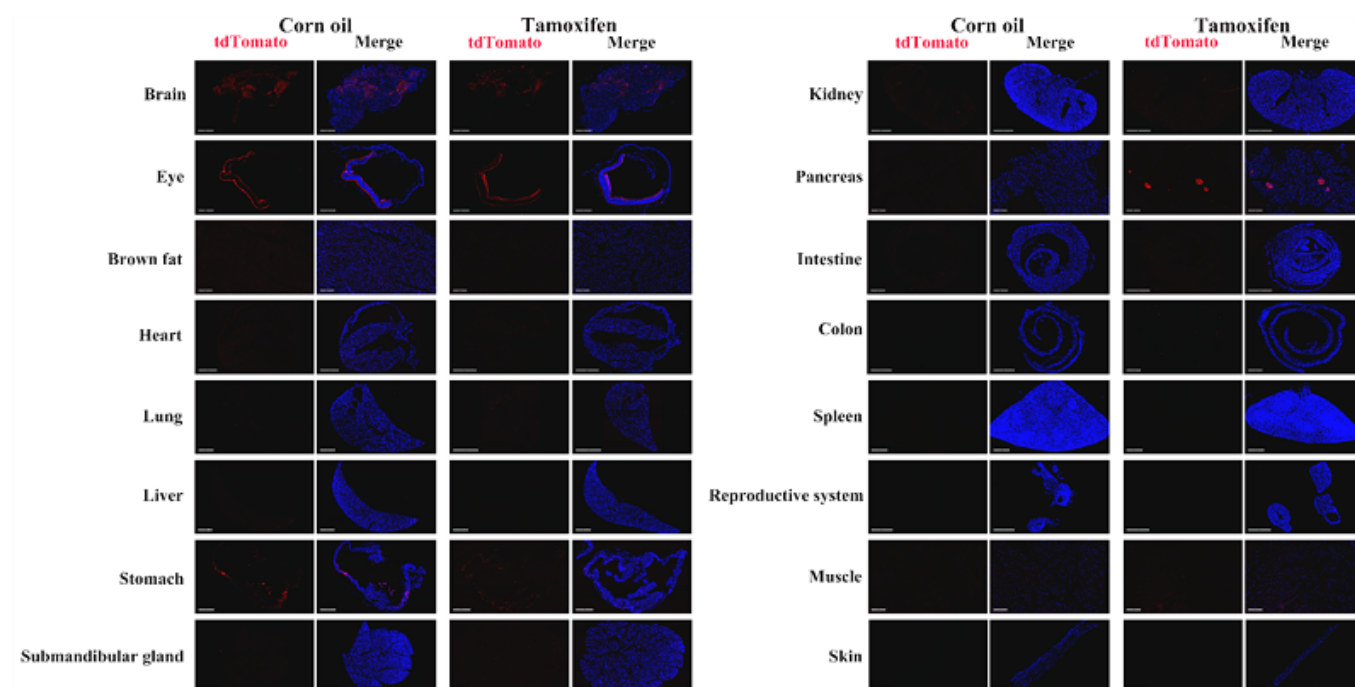 Corn oil Tamoxifen
tdTomato Merge tdTomato Merge
Brain
Eye
Brown fat
Heart
Lung
Liver
Stomach
Submandibular gland
Corn oil Tamoxifen
tdTomato Merge tdTomato Merge
Kidney
Pancreas
Intestine
Colon
Spleen
Reproductive system
Muscle
Skin